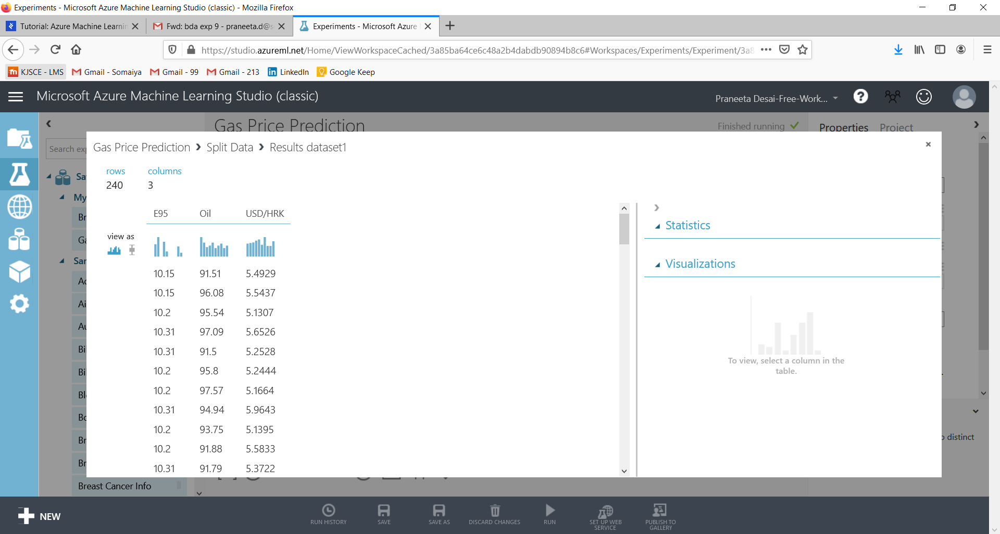 Experiments - Microsoft Azure Machine Learning Studio (classic) - Mozilla Firefox
Tutorial: Azure Machine Learnin
Fwd: bda exp 9 - praneeta.d@s
Experiments - Microsoft Azure
https://studio.azureml.net/Home/ViewWorkspaceCached/3a85ba64ce6c48a2b4dabdb90894b8c6#Workspaces/Experiments/Experiment/3a8
KJSCE - LMS
Gmail - Somaiya
Gmail - 99
Gmail - 213
LinkedIn
Google Keep
Microsoft Azure Machine Learning Studio (classic)
Praneeta Desai-Free-Work...
Gas Price Prediction
Finished running
Properties Project
Search exp
Gas Price Prediction > Split Data > Results dataset1
rows columns
240 3
E95 Oil USD/HRK
view as
10.15 91.51 5.4929
10.15 96.08 5.5437
10.2 95.54 5.1307
10.31 97.09 5.6526
10.31 91.5 5.2528
10.2 95.8 5.2444
10.2 97.57 5.1664
10.31 94.94 5.9643
10.2 93.75 5.1395
10.2 91.88 5.5833
10.31 91.79 5.3722
Statistics
Visualizations
To view, select a column in the
table.
Sa
My
Br
Ga
Sar
Ac
Ai
Au
Bil
Bil
Blo
Bo
Br
Br
Breast Cancer Info
distinct
NEW
RUN HISTORY
SAVE
SAVE AS
DISCARD CHANGES
RUN
SET UP WEB
SERVICE
PUBLISH TO
GALLERY